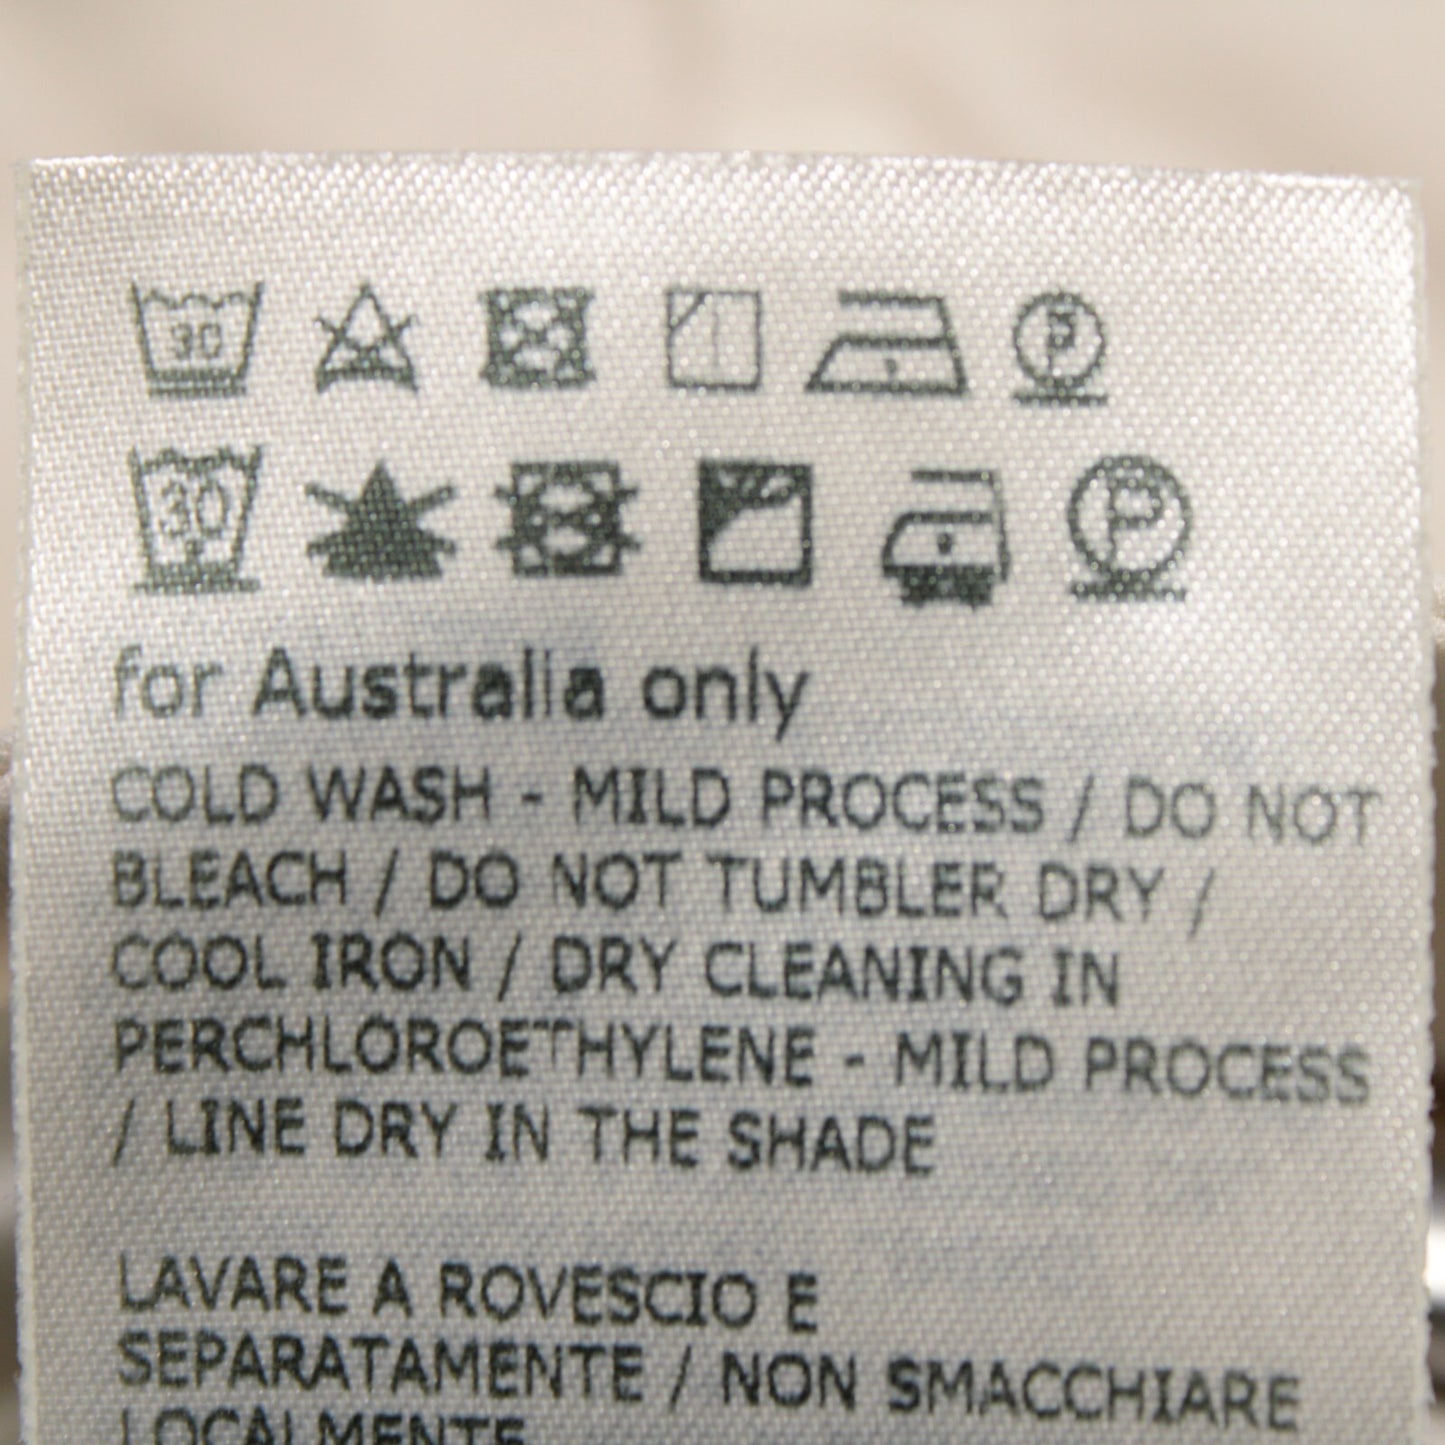 30 P
30 P
for Australia only
COLD WASH - MILD PROCESS / DO NOT
BLEACH / DO NOT TUMBLER DRY /
COOL IRON / DRY CLEANING IN
PERCHLOROETHYLENE - MILD PROCESS
/ LINE DRY IN THE SHADE
LAVARE A ROVESCIO E
SEPARATAMENTE / NON SMACCHIARE
LOCALMENTE